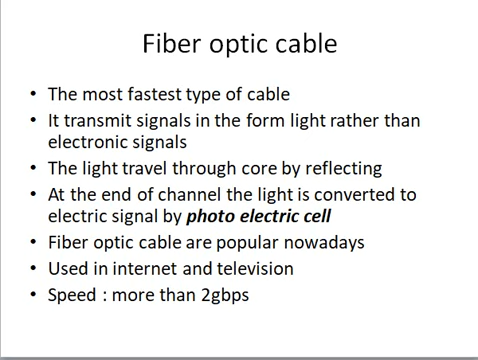 Fiber optic cable
• The most fastest type of cable
• It transmit signals in the form light rather than
electronic signals
• The light travel through core by reflecting
• At the end of channel the light is converted to
electric signal by photo electric cell
• Fiber optic cable are popular nowadays
• Used in internet and television
• Speed : more than 2gbps